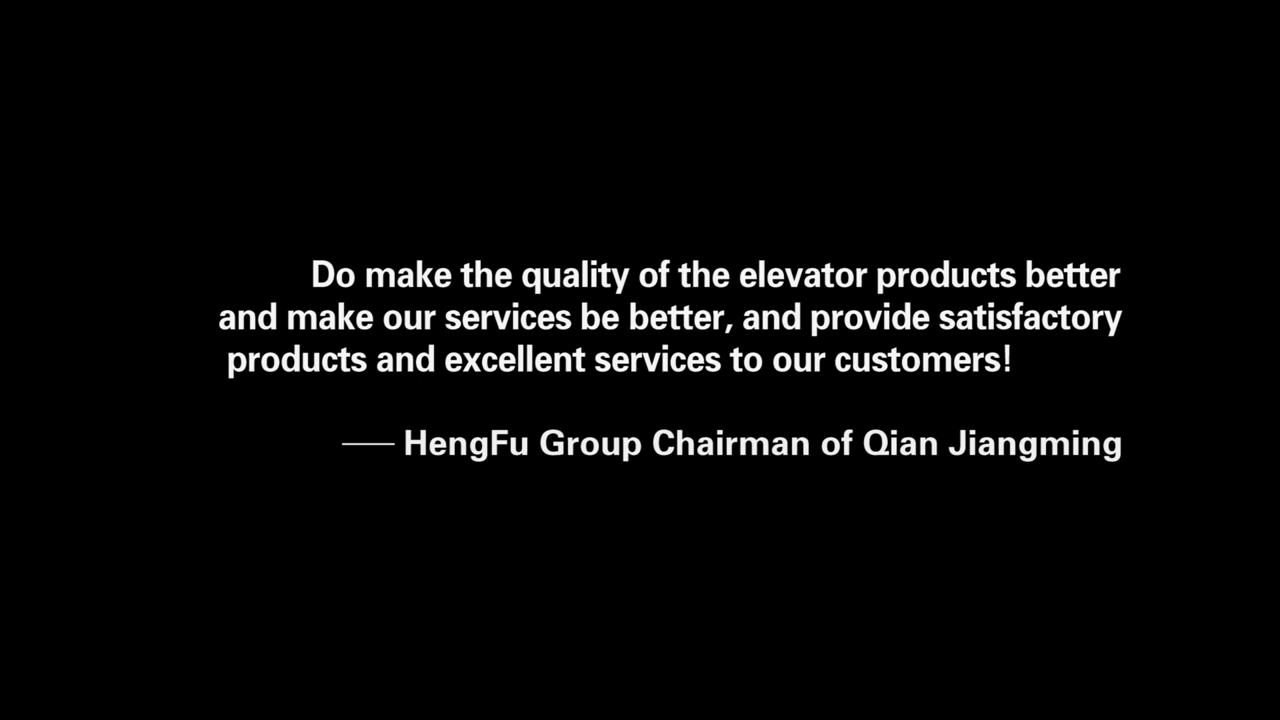 Do make the quality of the elevator products better
and make our services be better, and provide satisfactory
products and excellent services to our customers!
—— HengFu Group Chairman of Qian Jiangming